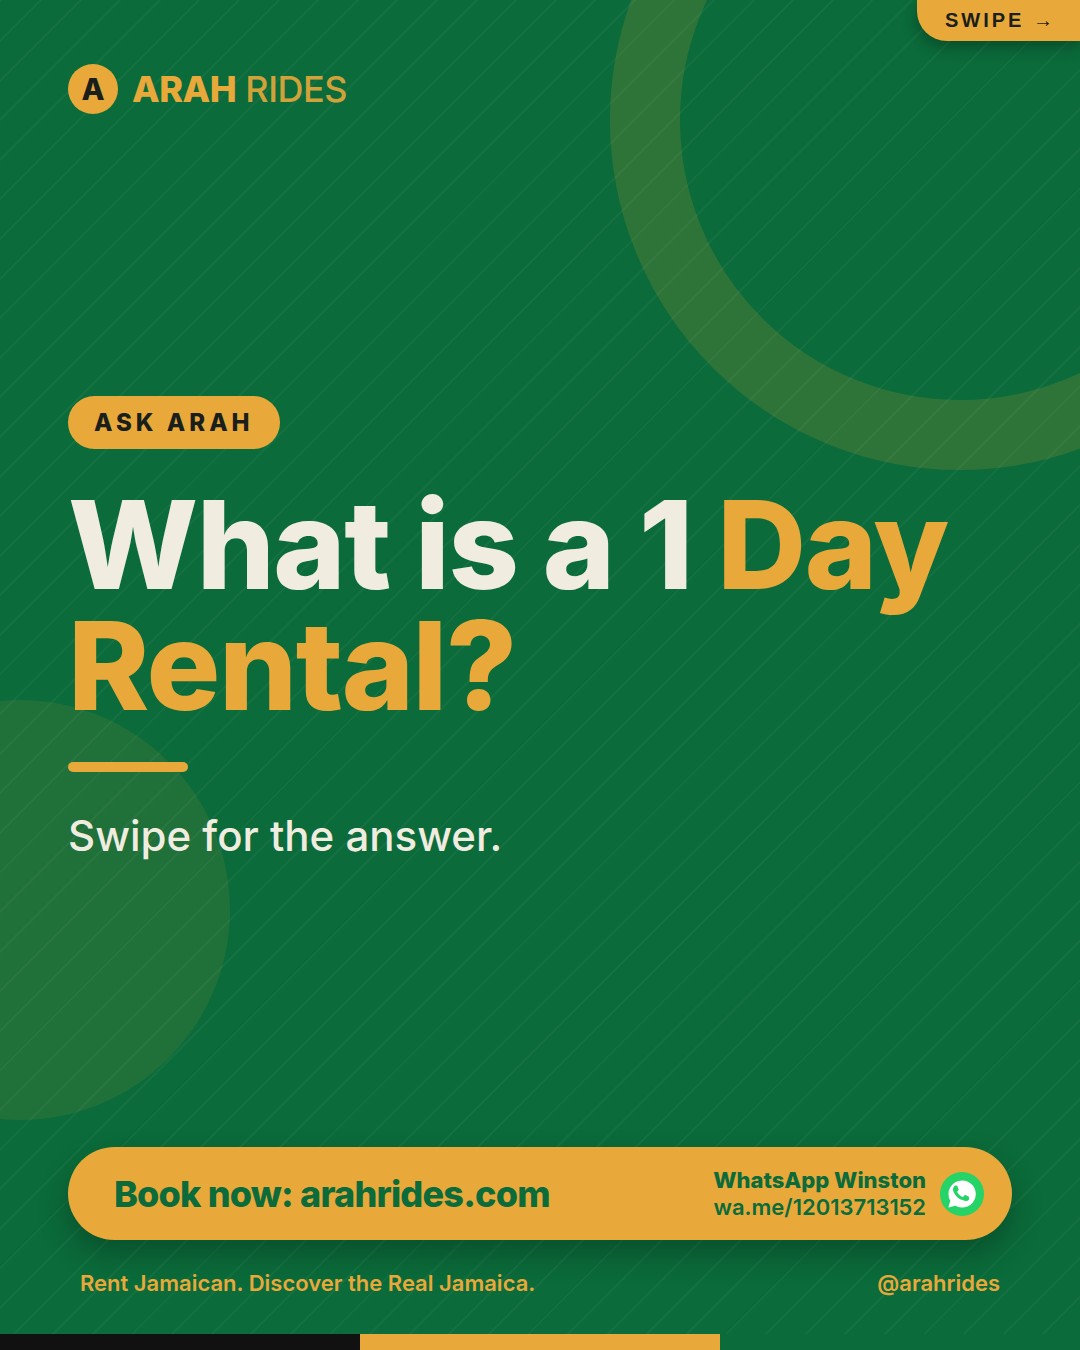 SWIPE →
A ARAH RIDES
ASK ARAH
What is a 1 Day
Rental?
Swipe for the answer.
Book now: arahrides.com
WhatsApp Winston
wa.me/12013713152
Rent Jamaican. Discover the Real Jamaica.
@arahrides